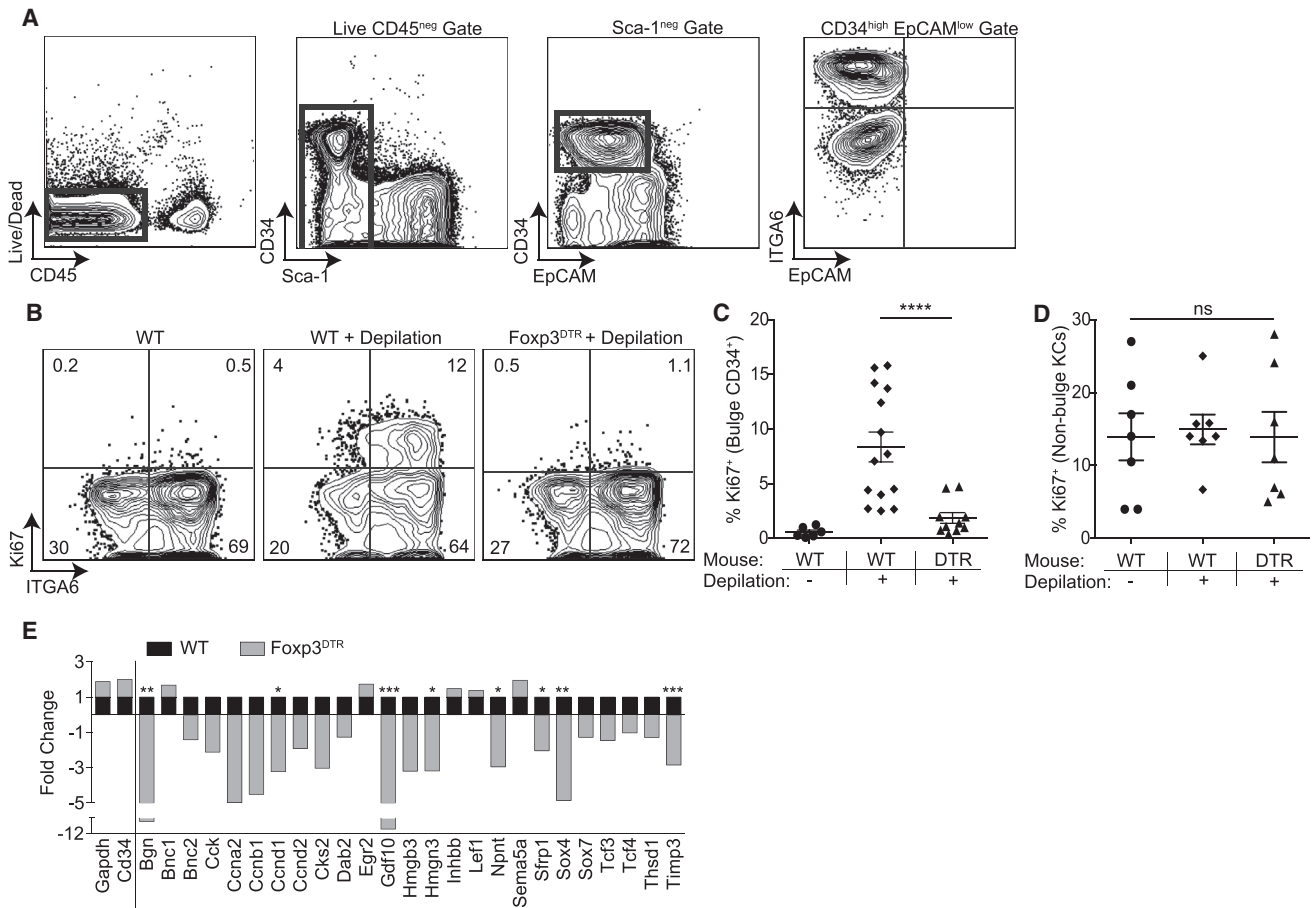 A
Live CD45neg Gate
Sca-1neg Gate
CD34high EpCAMlow Gate
Live/Dead
CD45
CD34
Sca-1
CD34
EpCAM
ITGA6
EpCAM
B
WT
WT + Depilation
Foxp3DTR + Depilation
0.2
0.5
30
69
4
12
20
64
0.5
1.1
27
72
Ki67
ITGA6
C
% Ki67+ (Bulge CD34+)
20
15
10
5
0
****
Mouse: WT WT DTR
Depilation: - + +
D
% Ki67+ (Non-bulge KCs)
30
20
10
0
ns
Mouse: WT WT DTR
Depilation: - + +
E
WT
Foxp3DTR
Fold Change
3
1
-1
-3
-5
-12
** * *** * * * ** ***
Gapdh
Cd34
Bgn
Bnc1
Bnc2
Cck
Ccna2
Ccnb1
Ccnd1
Ccnd2
Cks2
Dab2
Egr2
Gdf10
Hmgb3
Hmgn3
Inhbb
Lef1
Npnt
Sema5a
Sfrp1
Sox4
Sox7
Tcf3
Tcf4
Thsd1
Timp3